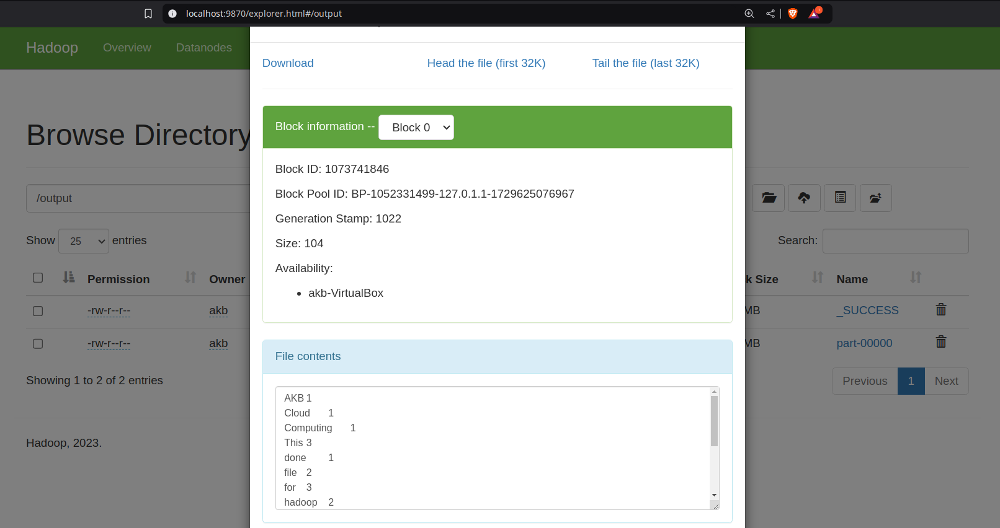 localhost:9870/explorer.html#/output
Hadoop Overview Datanodes
Download Head the file (first 32K) Tail the file (last 32K)
Browse Directory
Block information -- Block 0
Block ID: 1073741846
Block Pool ID: BP-1052331499-127.0.1.1-1729625076967
Generation Stamp: 1022
Size: 104
Availability:
akb-VirtualBox
/output
Show 25 entries
Search:
Permission Owner k Size Name
-rw-r--r-- akb MB _SUCCESS
-rw-r--r-- akb MB part-00000
Showing 1 to 2 of 2 entries
Previous 1 Next
Hadoop, 2023.
File contents
AKB 1
Cloud 1
Computing 1
This 3
done 1
file 2
for 3
hadoop 2